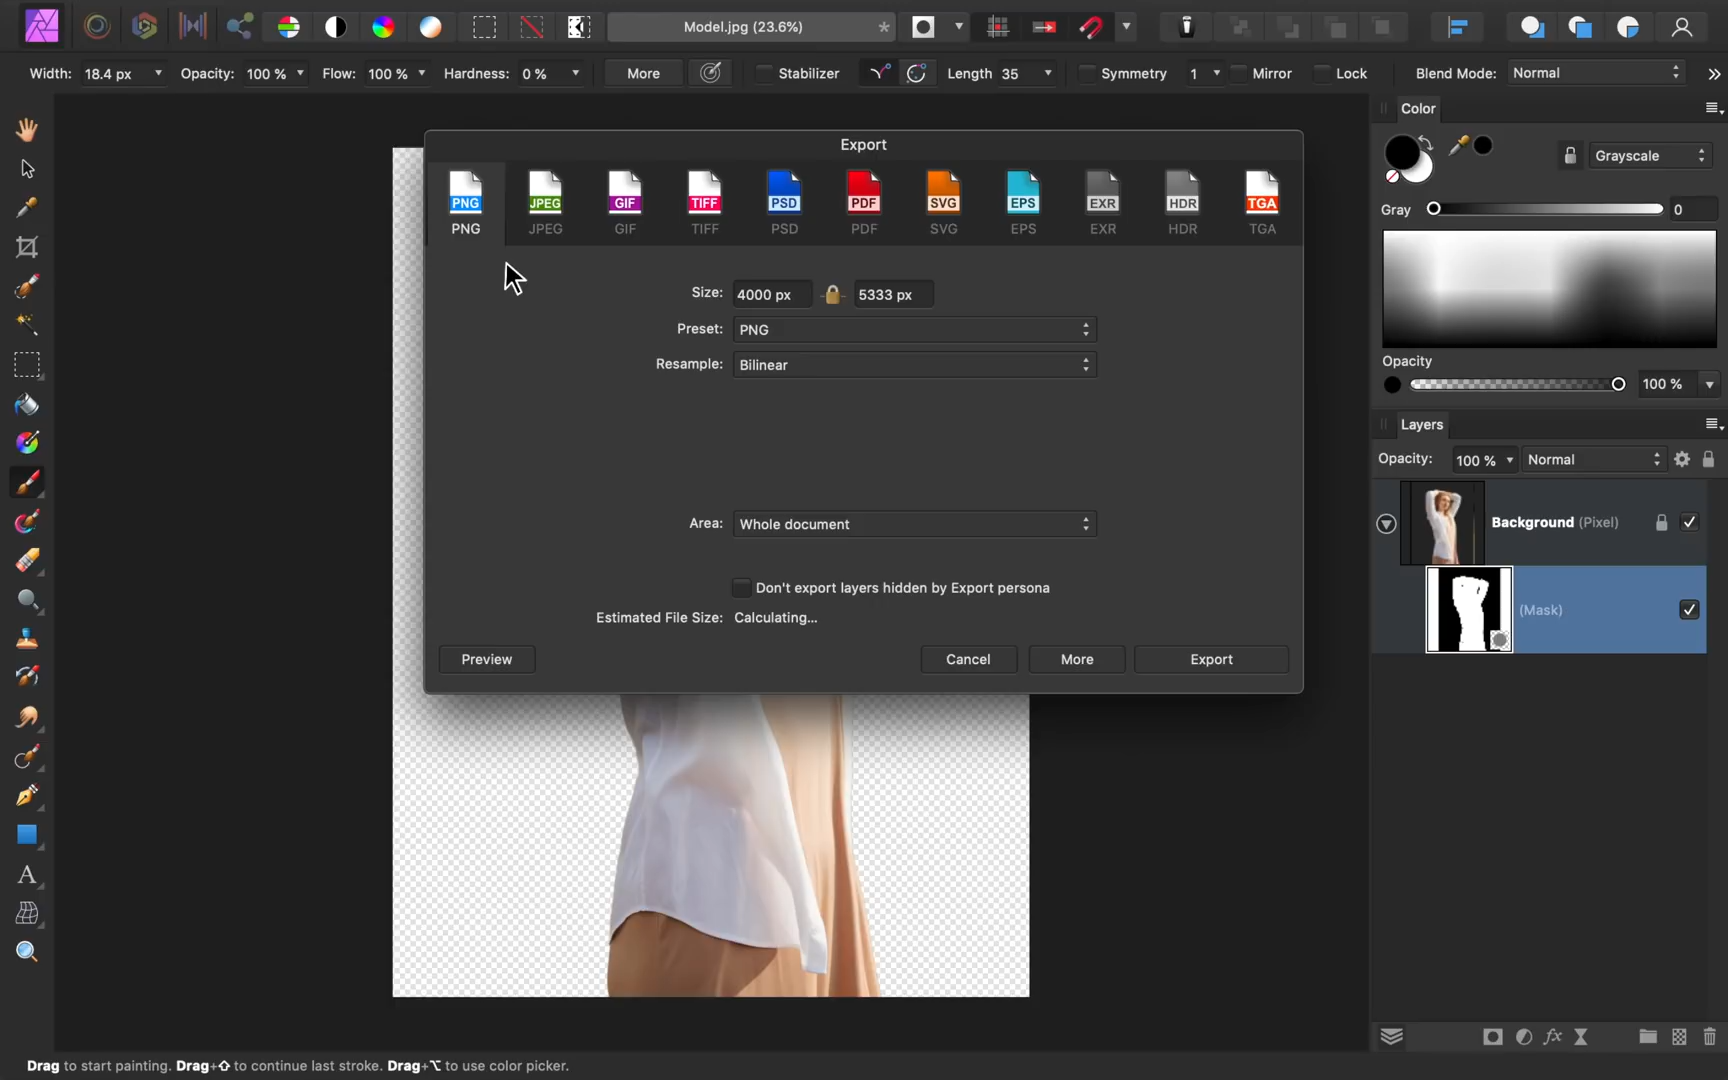 Model.jpg (23.6%)
*
Width: 18.4 px Opacity: 100 % Flow: 100 % Hardness: 0 % More Stabilizer Length 35 Symmetry 1 Mirror Lock Blend Mode: Normal
Color
Grayscale
Gray 0
Opacity
100 %
Layers
Opacity: 100 % Normal
Background (Pixel)
(Mask)
Export
PNG JPEG GIF TIFF PSD PDF SVG EPS EXR HDR TGA
PNG JPEG GIF TIFF PSD PDF SVG EPS EXR HDR TGA
Size: 4000 px 5333 px
Preset: PNG
Resample: Bilinear
Area: Whole document
Don't export layers hidden by Export persona
Estimated File Size: Calculating...
Preview Cancel More Export
A
fx
Drag to start painting. Drag+⇧ to continue last stroke. Drag+⌥ to use color picker.